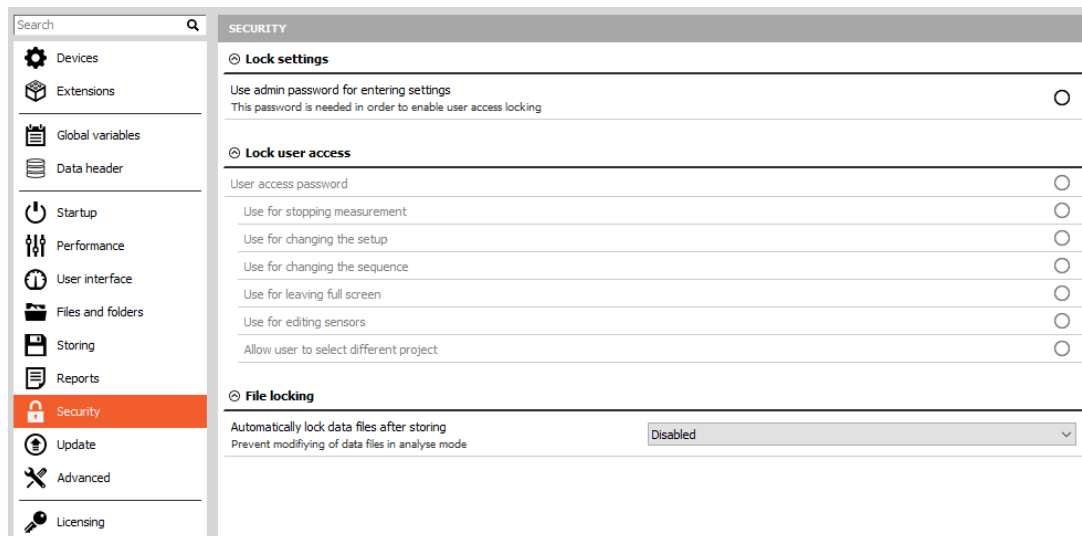 Search
Devices
Extensions
Global variables
Data header
Startup
Performance
User interface
Files and folders
Storing
Reports
Security
Update
Advanced
Licensing
SECURITY
Lock settings
Use admin password for entering settings
This password is needed in order to enable user access locking
Lock user access
User access password
Use for stopping measurement
Use for changing the setup
Use for changing the sequence
Use for leaving full screen
Use for editing sensors
Allow user to select different project
File locking
Automatically lock data files after storing
Prevent modifiying of data files in analyse mode
Disabled